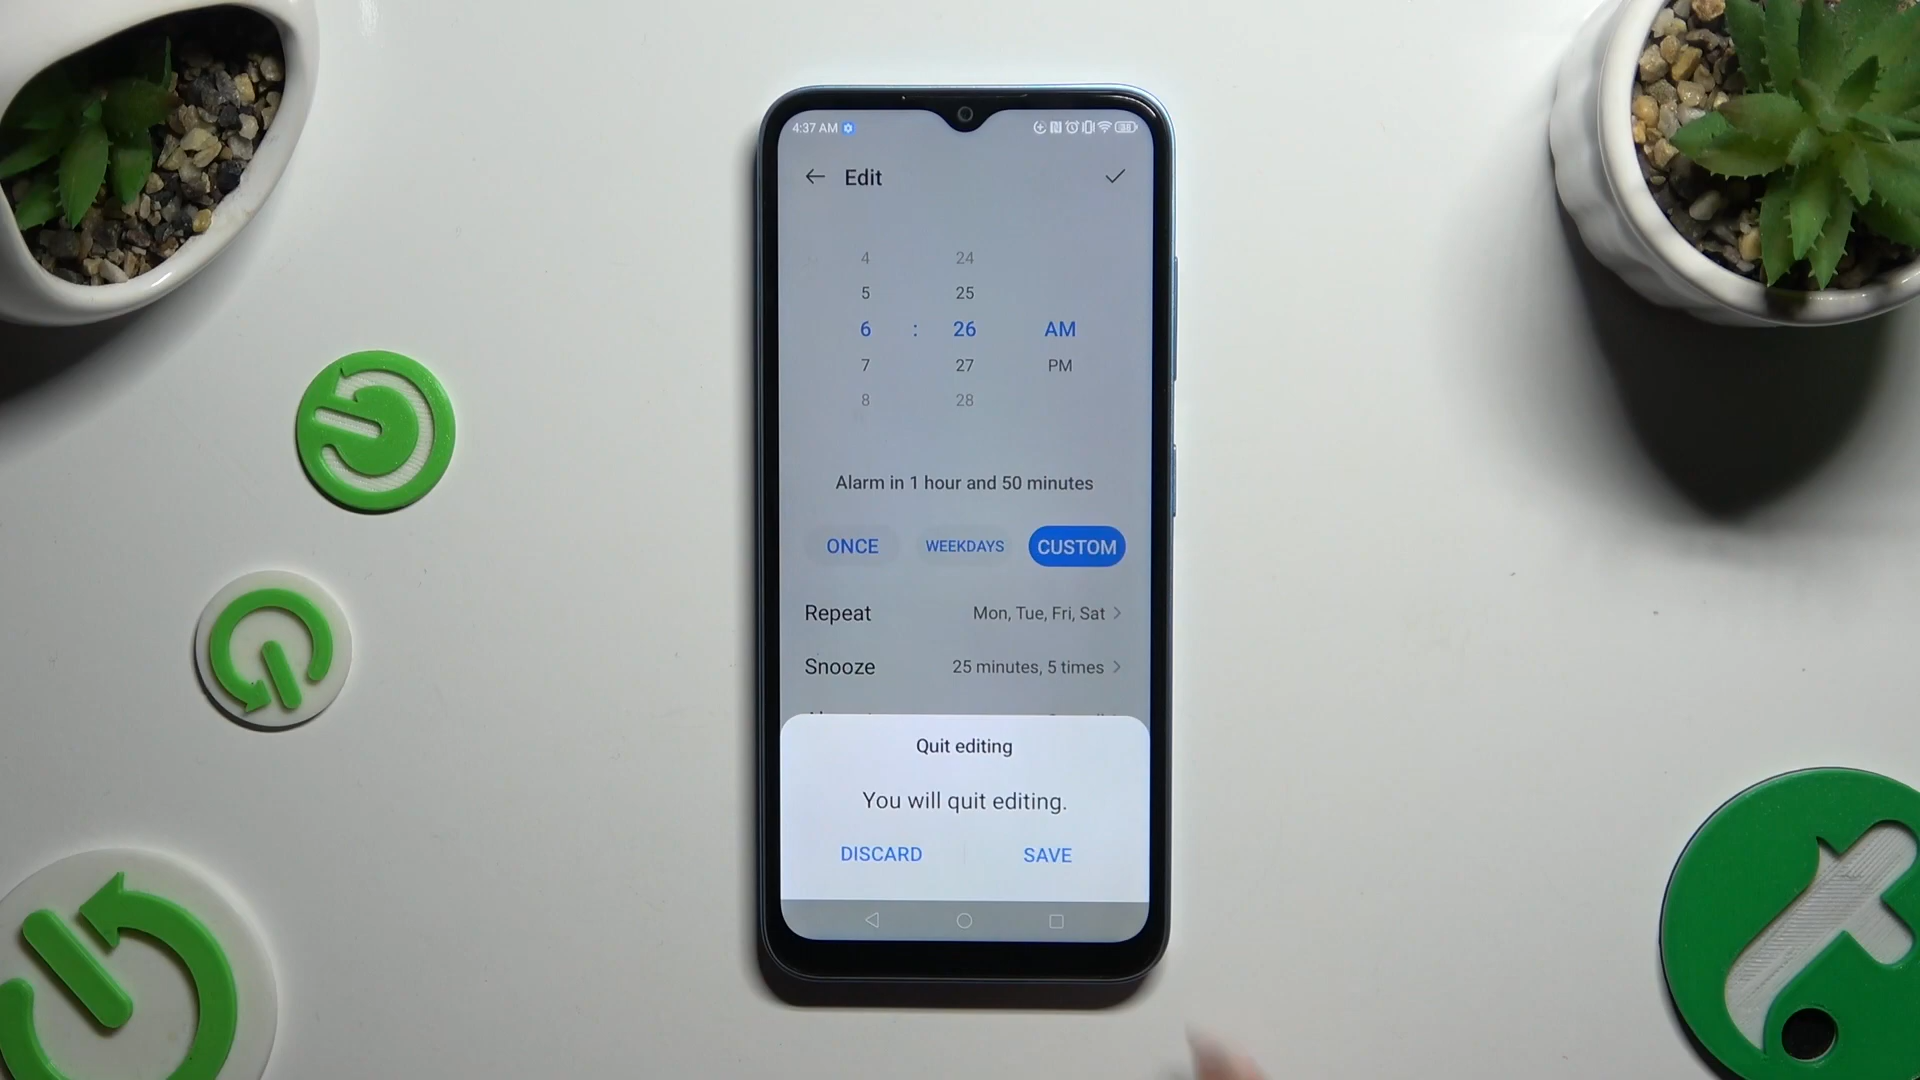 4:37 AM
38
Edit
4 24
5 25
6 : 26 AM
7 27 PM
8 28
Alarm in 1 hour and 50 minutes
ONCE WEEKDAYS CUSTOM
Repeat Mon, Tue, Fri, Sat
Snooze 25 minutes, 5 times
Quit editing
You will quit editing.
DISCARD SAVE